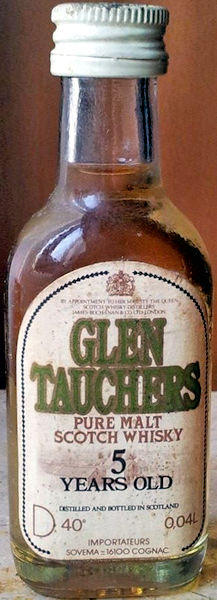 BY APPOINTMENT TO HER MAJESTY THE QUEEN
SCOTCH WHISKY DISTILLERS
JAMES BUCHANAN & CO LTD LONDON
GLEN
TAUCHERS
PURE MALT
SCOTCH WHISKY
5
YEARS OLD
DISTILLED AND BOTTLED IN SCOTLAND
D. 40° 0,04L
IMPORTATEURS
SOVEMA = 16100 COGNAC